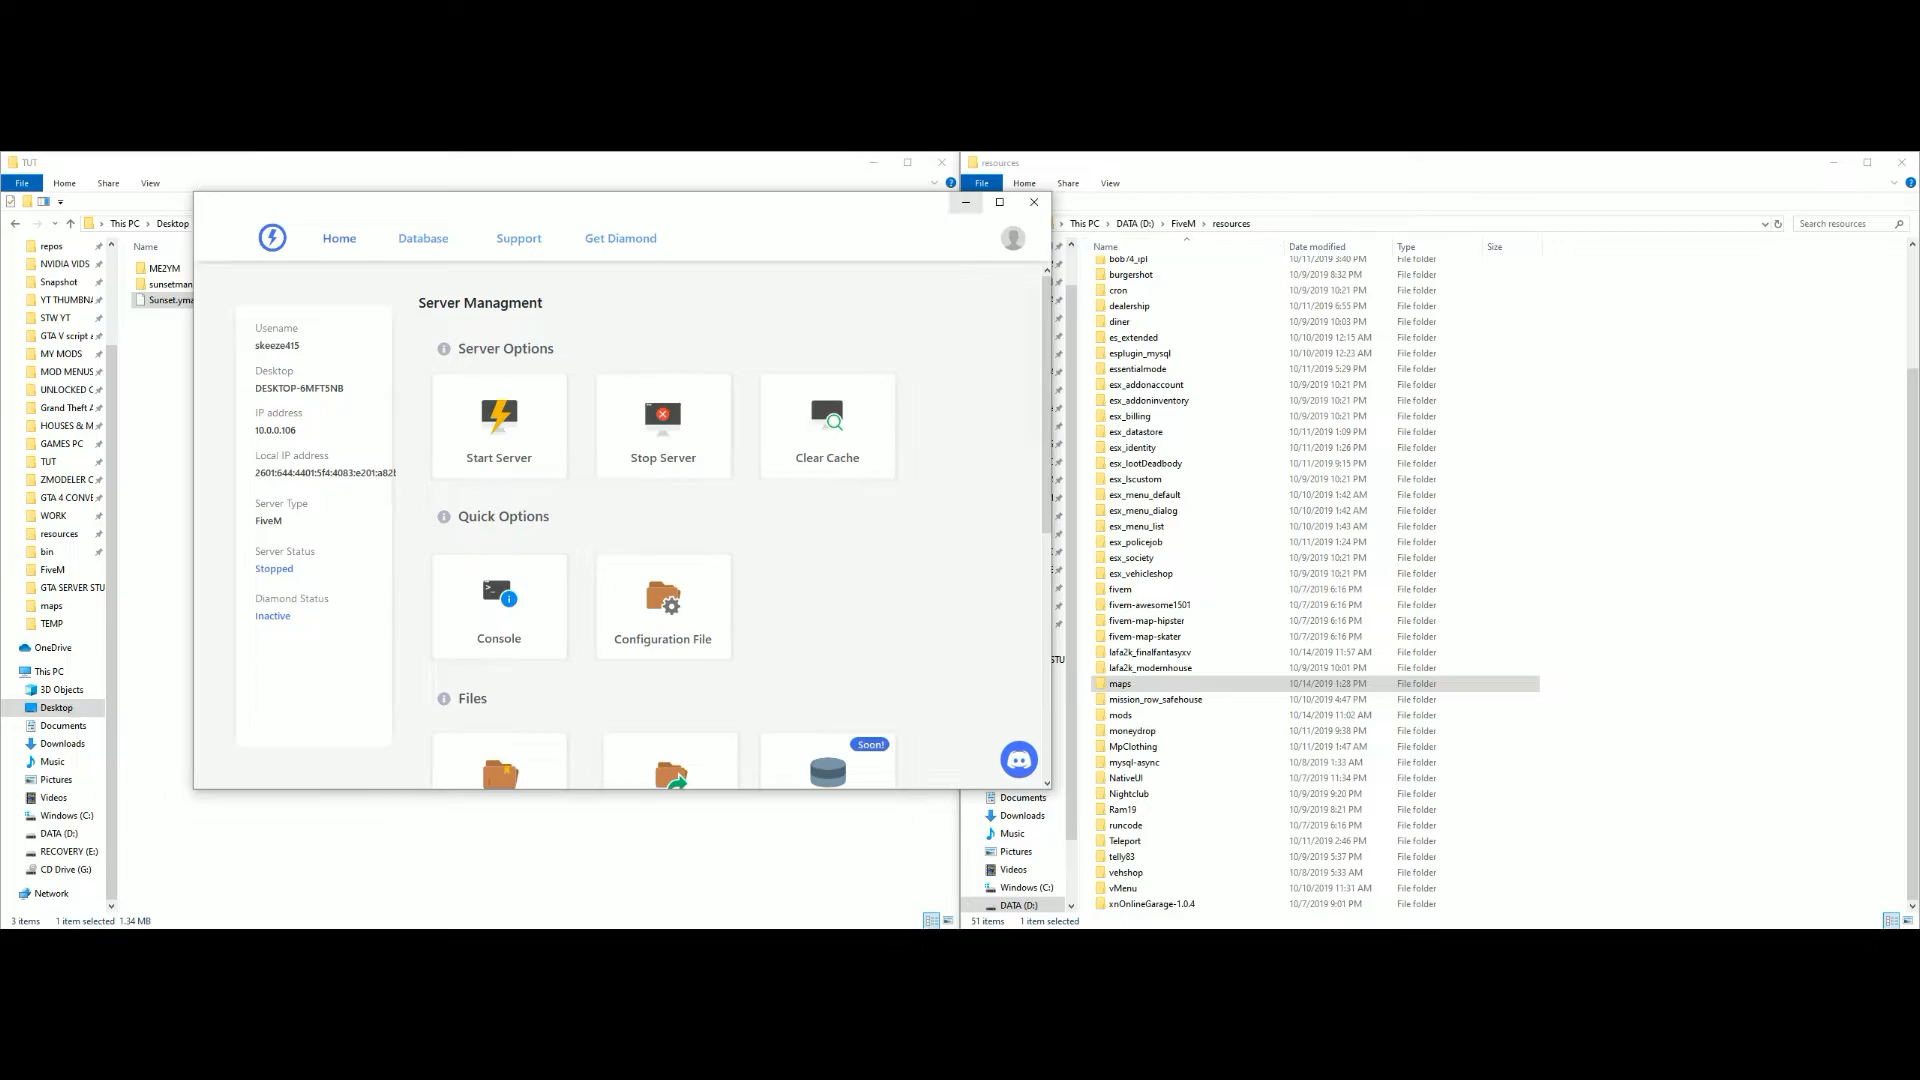 TUT
File
Home
Share
View
This PC
Desktop
repos
NVIDIA VIDS
Snapshot
YT THUMBN
STW YT
GTA V script
MY MODS
MOD MENUS
UNLOCKED
Grand Theft
HOUSES & M
GAMES PC
TUT
ZMODELER
GTA 4 CONVE
WORK
resources
bin
FiveM
GTA SERVER STU
maps
TEMP
OneDrive
This PC
3D Objects
Desktop
Documents
Downloads
Music
Pictures
Videos
Windows (C:)
DATA (D:)
RECOVERY (E:)
CD Drive (G:)
Network
Name
ME2YM
sunsetman
Sunset.yma
3 items
1 item selected 1.34 MB
Home
Database
Support
Get Diamond
Usename
skeeze415
Desktop
DESKTOP-6MFT5NB
IP address
10.0.0.106
Local IP address
2601:644:4401:5f4:4083:e201:a82
Server Type
FiveM
Server Status
Stopped
Diamond Status
Inactive
Server Managment
Server Options
Start Server
Stop Server
Clear Cache
Quick Options
Console
Configuration File
Files
Soon!
resources
File
Home
Share
View
This PC
DATA (D:)
FiveM
resources
Search resources
STU
Documents
Downloads
Music
Pictures
Videos
Windows (C:)
DATA (D:)
Name Date modified Type Size
bob74_ipl 10/11/2019 3:40 PM File folder
burgershot 10/9/2019 8:32 PM File folder
cron 10/9/2019 10:21 PM File folder
dealership 10/11/2019 6:55 PM File folder
diner 10/9/2019 10:03 PM File folder
es_extended 10/10/2019 12:15 AM File folder
esplugin_mysql 10/10/2019 12:23 AM File folder
essentialmode 10/11/2019 5:29 PM File folder
esx_addonaccount 10/9/2019 10:21 PM File folder
esx_addoninventory 10/9/2019 10:21 PM File folder
esx_billing 10/9/2019 10:21 PM File folder
esx_datastore 10/11/2019 1:09 PM File folder
esx_identity 10/11/2019 1:26 PM File folder
esx_lootDeadbody 10/11/2019 9:15 PM File folder
esx_lscustom 10/9/2019 10:21 PM File folder
esx_menu_default 10/10/2019 1:42 AM File folder
esx_menu_dialog 10/10/2019 1:42 AM File folder
esx_menu_list 10/10/2019 1:43 AM File folder
esx_policejob 10/11/2019 1:24 PM File folder
esx_society 10/9/2019 10:21 PM File folder
esx_vehicleshop 10/9/2019 10:21 PM File folder
fivem 10/7/2019 6:16 PM File folder
fivem-awesome1501 10/7/2019 6:16 PM File folder
fivem-map-hipster 10/7/2019 6:16 PM File folder
fivem-map-skater 10/7/2019 6:16 PM File folder
lafa2k_finalfantasyxv 10/14/2019 11:57 AM File folder
lafa2k_modernhouse 10/9/2019 10:01 PM File folder
maps 10/14/2019 1:28 PM File folder
mission_row_safehouse 10/10/2019 4:47 PM File folder
mods 10/14/2019 11:02 AM File folder
moneydrop 10/11/2019 9:38 PM File folder
MpClothing 10/11/2019 1:47 AM File folder
mysql-async 10/8/2019 1:33 AM File folder
NativeUI 10/7/2019 11:34 PM File folder
Nightclub 10/9/2019 9:20 PM File folder
Ram19 10/9/2019 8:21 PM File folder
runcode 10/7/2019 6:16 PM File folder
Teleport 10/11/2019 2:46 PM File folder
telly83 10/9/2019 5:37 PM File folder
vehshop 10/8/2019 5:33 AM File folder
vMenu 10/10/2019 11:31 AM File folder
xnOnlineGarage-1.0.4 10/7/2019 9:01 PM File folder
51 items
1 item selected